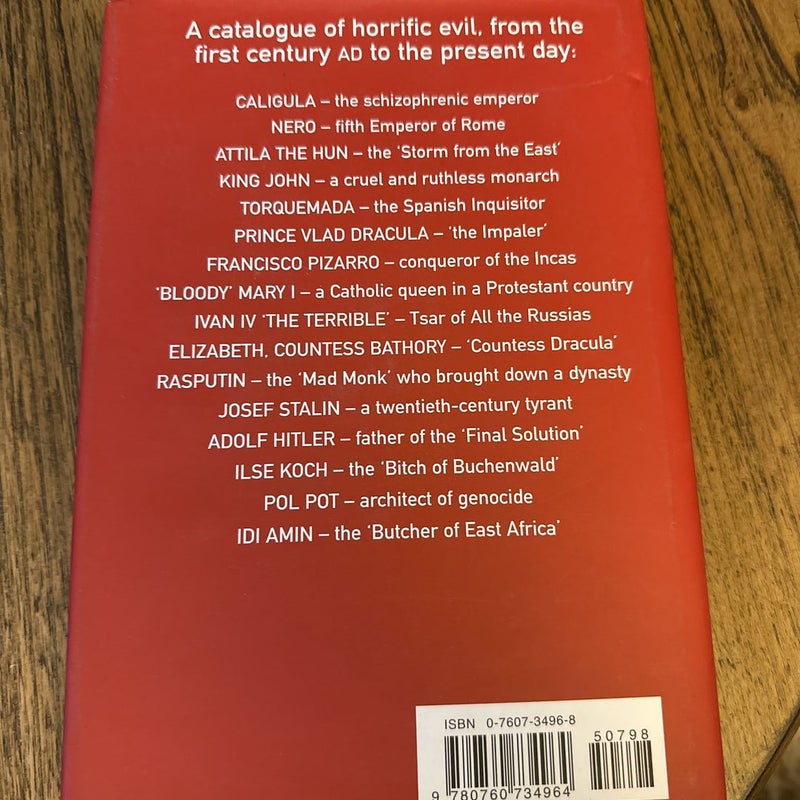 A catalogue of horrific evil, from the
first century AD to the present day:
CALIGULA – the schizophrenic emperor
NERO – fifth Emperor of Rome
ATTILA THE HUN – the ‘Storm from the East’
KING JOHN – a cruel and ruthless monarch
TORQUEMADA – the Spanish Inquisitor
PRINCE VLAD DRACULA – ‘the Impaler’
FRANCISCO PIZARRO – conqueror of the Incas
‘BLOODY’ MARY I – a Catholic queen in a Protestant country
IVAN IV ‘THE TERRIBLE’ – Tsar of All the Russias
ELIZABETH, COUNTESS BATHORY – ‘Countess Dracula’
RASPUTIN – the ‘Mad Monk’ who brought down a dynasty
JOSEF STALIN – a twentieth-century tyrant
ADOLF HITLER – father of the ‘Final Solution’
ILSE KOCH – the ‘Bitch of Buchenwald’
POL POT – architect of genocide
IDI AMIN – the ‘Butcher of East Africa’
ISBN 0-7607-3496-8
50798
9 780760 734964